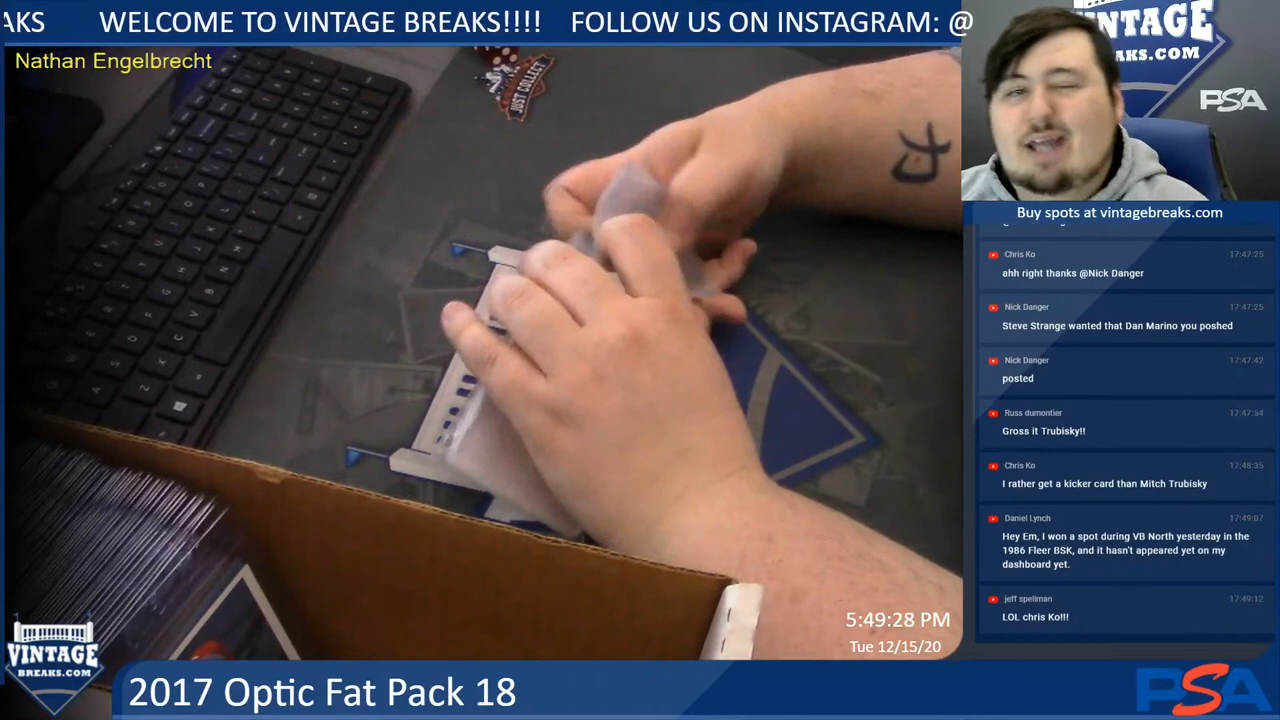 AKS WELCOME TO VINTAGE BREAKS!!!! FOLLOW US ON INSTAGRAM: @
Nathan Engelbrecht
JUST COLLECT
NTAGE
AKS.COM
PSA
Buy spots at vintagebreaks.com
Chris Ko 17:47:25
ahh right thanks @Nick Danger
Nick Danger 17:47:25
Steve Strange wanted that Dan Marino you poshed
Nick Danger 17:47:42
posted
Russ dumontier 17:47:54
Gross it Trubisky!!
Chris Ko 17:48:35
I rather get a kicker card than Mitch Trubisky
Daniel Lynch 17:49:07
Hey Em, I won a spot during VB North yesterday in the
1986 Fleer BSK, and it hasn't appeared yet on my
dashboard yet.
jeff spellman 17:49:12
LOL chris Ko!!!
5:49:28 PM
Tue 12/15/20
VINTAGE
BREAKS.COM
2017 Optic Fat Pack 18
PSA